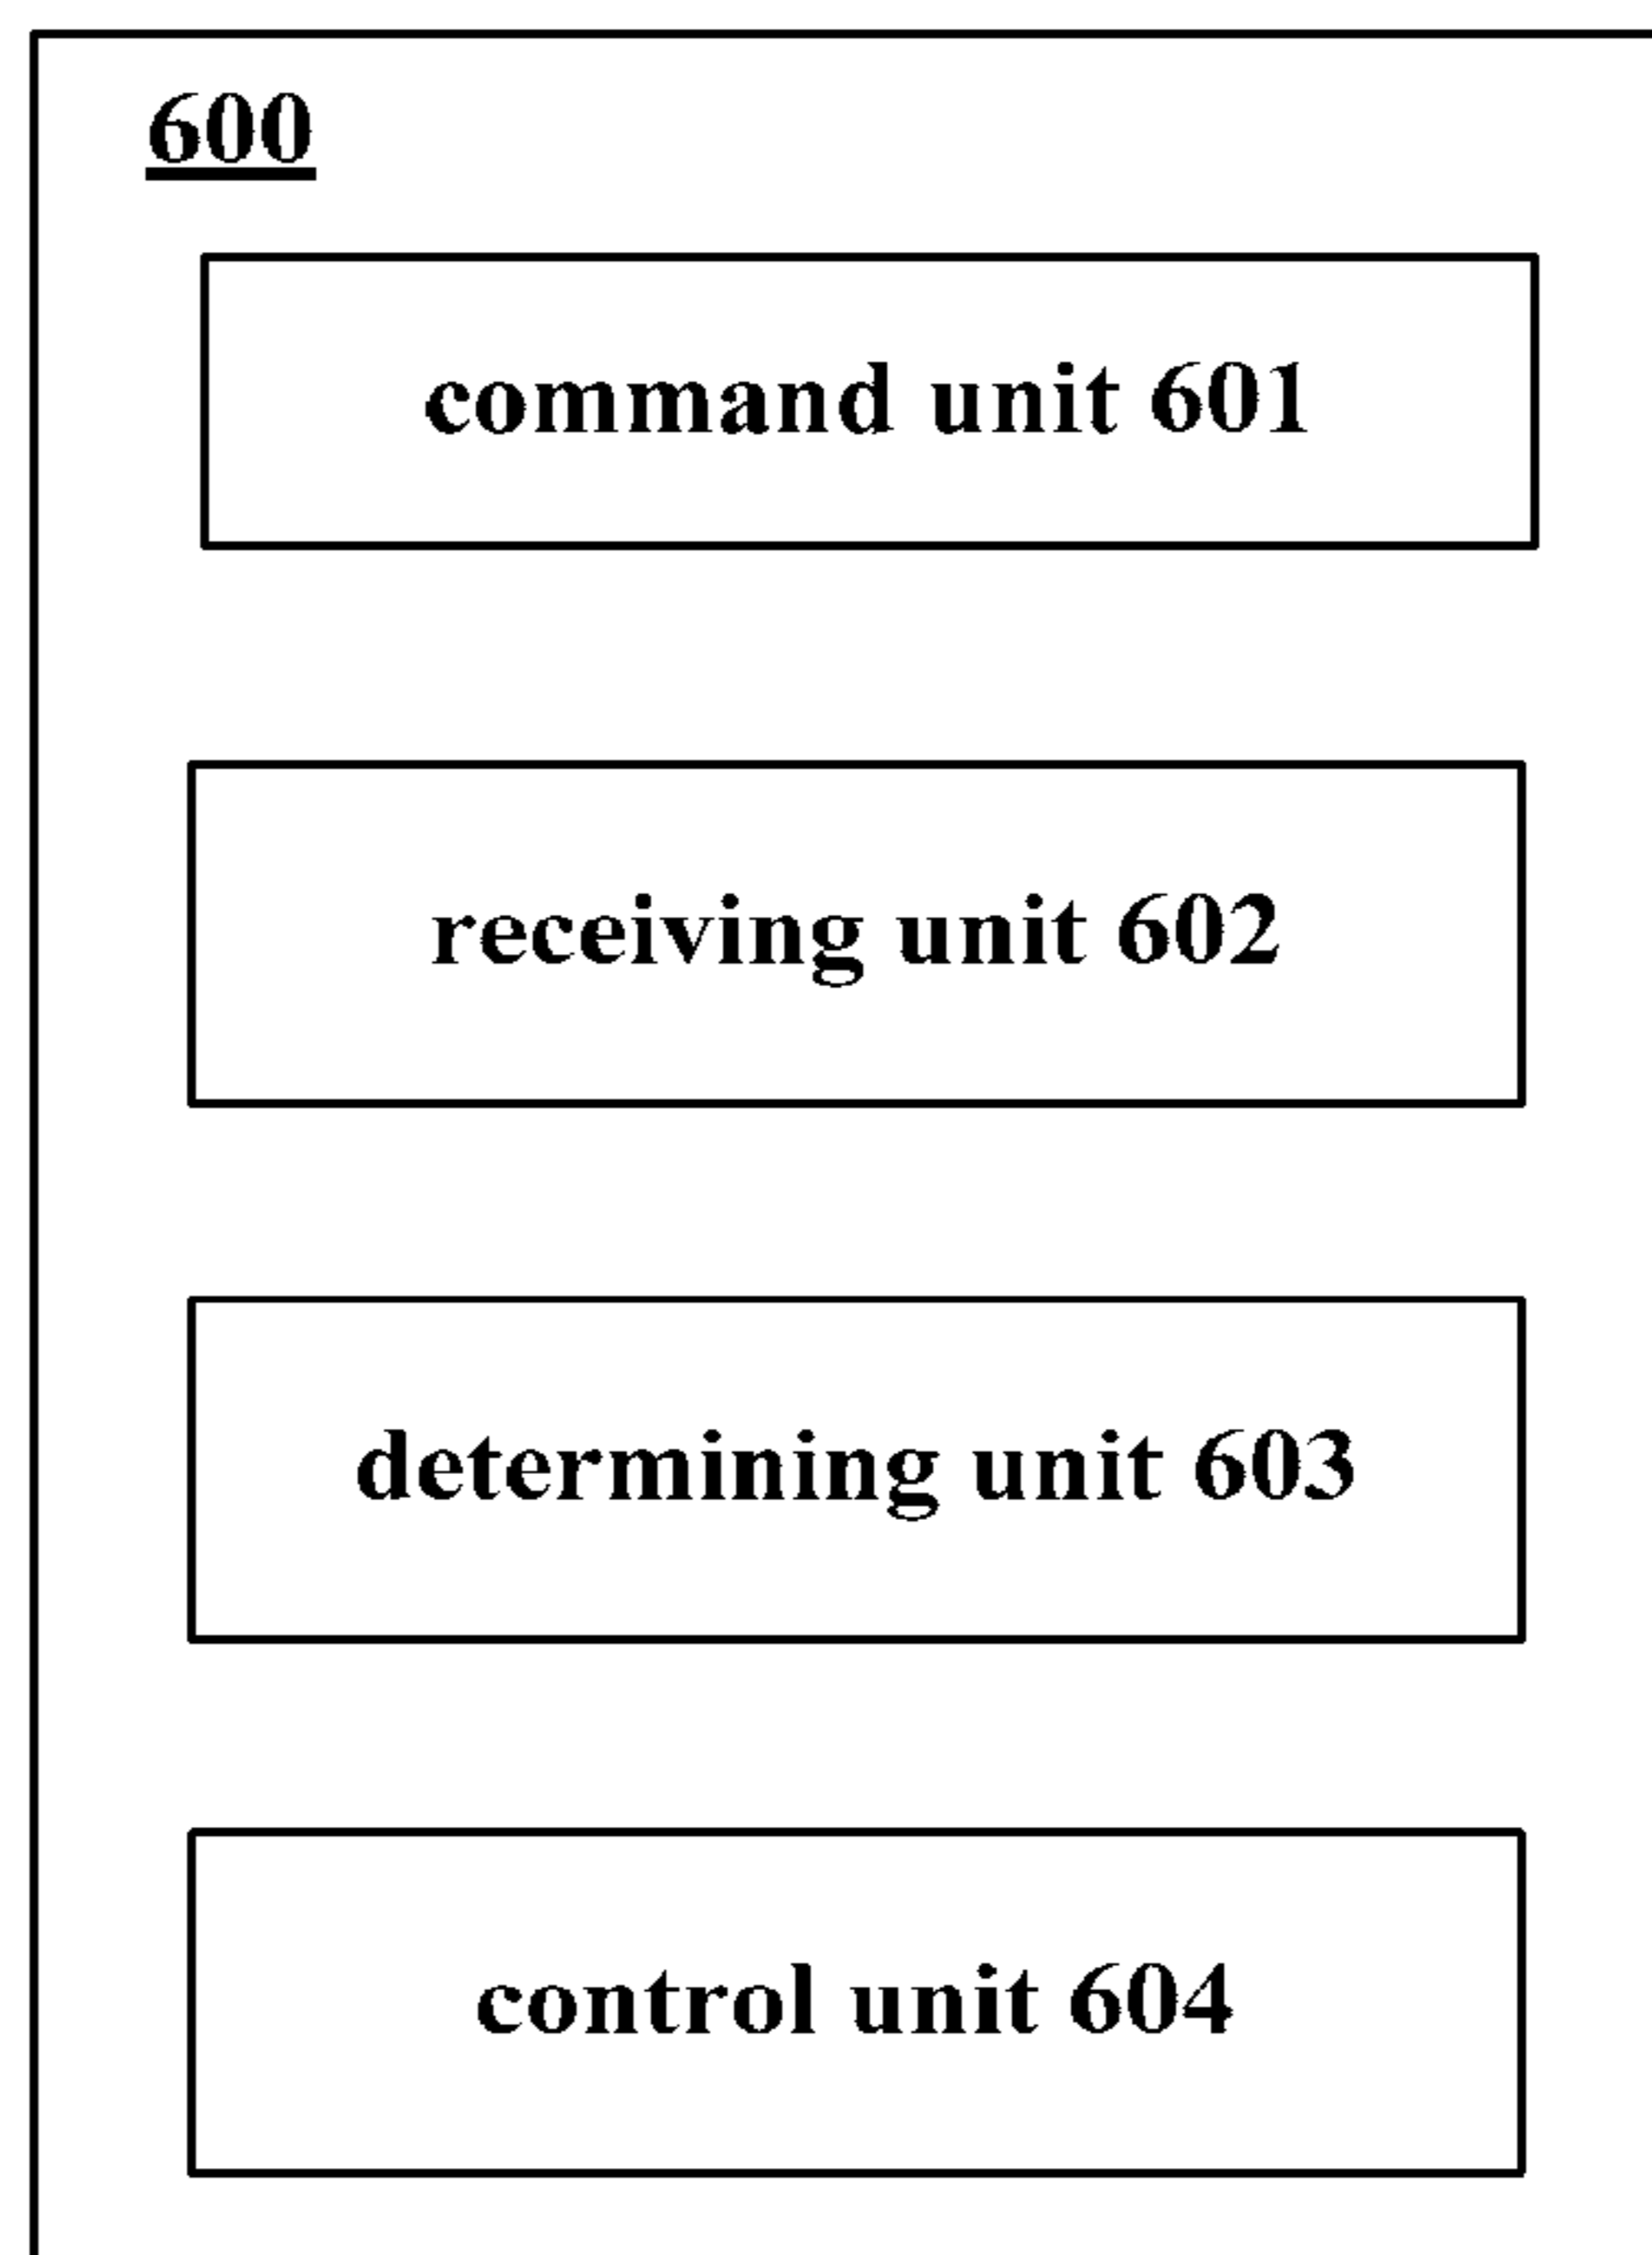 600
command unit 601
receiving unit 602
determining unit 603
control unit 604